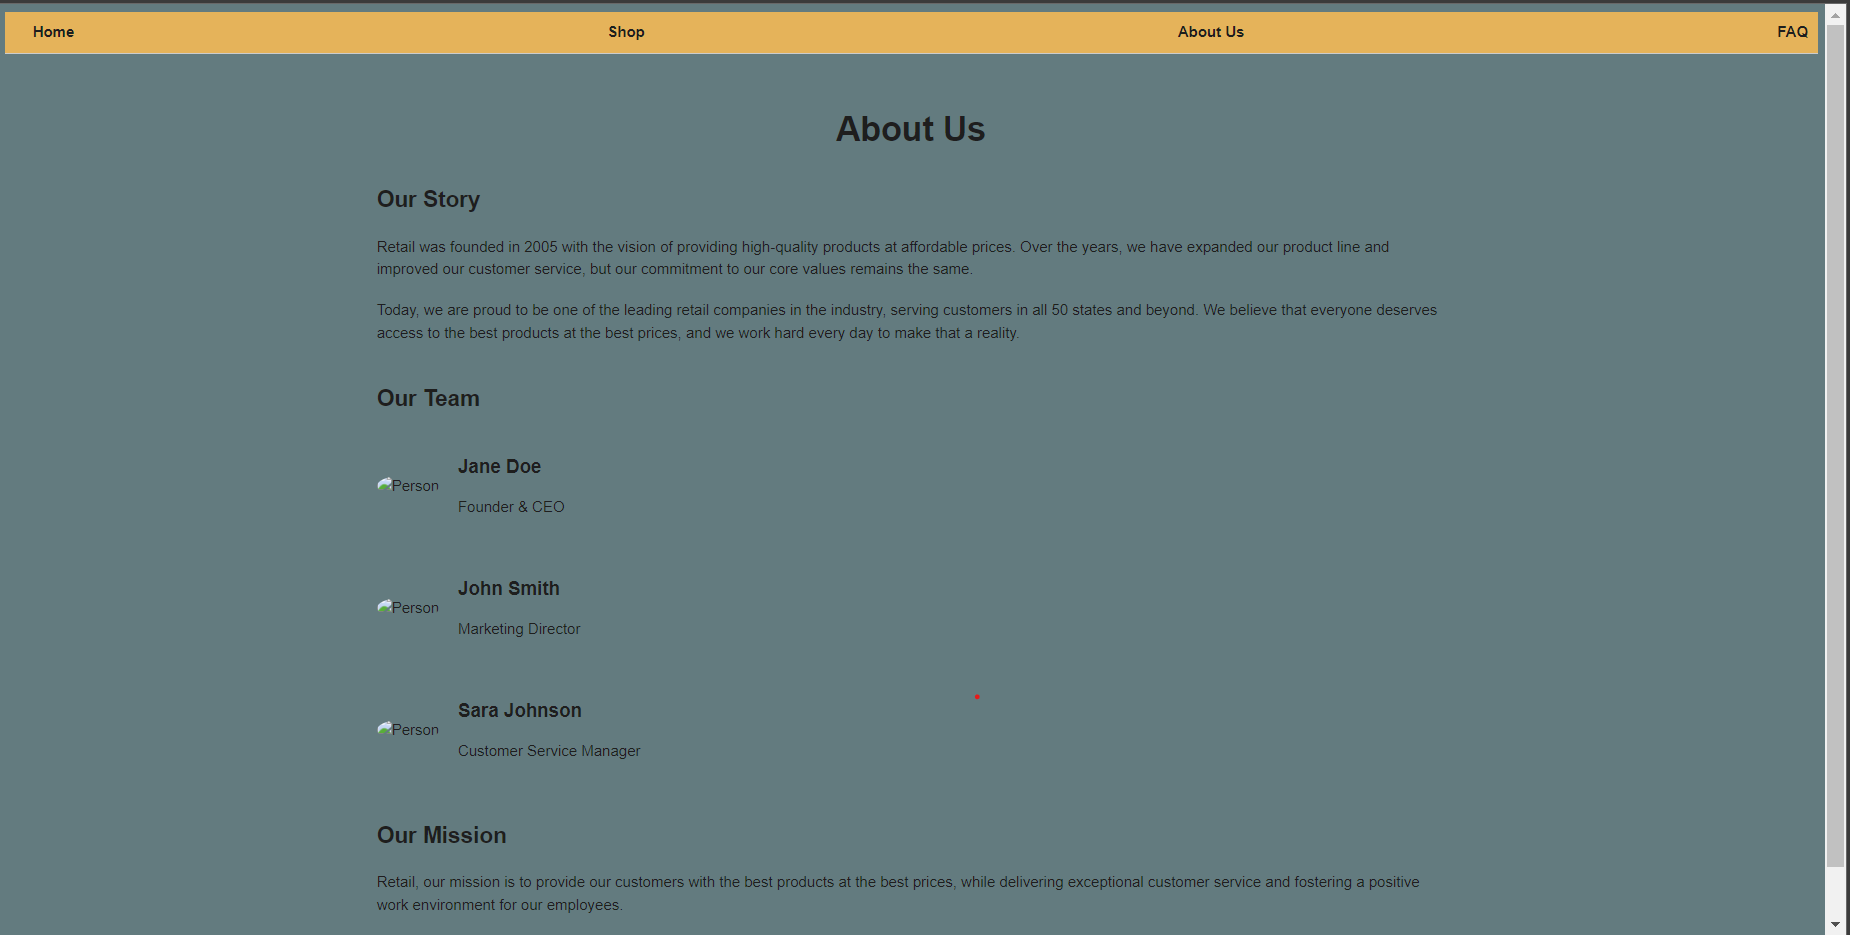 Home Shop About Us FAQ
About Us
Our Story
Retail was founded in 2005 with the vision of providing high-quality products at affordable prices. Over the years, we have expanded our product line and
improved our customer service, but our commitment to our core values remains the same.
Today, we are proud to be one of the leading retail companies in the industry, serving customers in all 50 states and beyond. We believe that everyone deserves
access to the best products at the best prices, and we work hard every day to make that a reality.
Our Team
Jane Doe
Person
Founder & CEO
John Smith
Person
Marketing Director
Sara Johnson
Person
Customer Service Manager
Our Mission
Retail, our mission is to provide our customers with the best products at the best prices, while delivering exceptional customer service and fostering a positive
work environment for our employees.